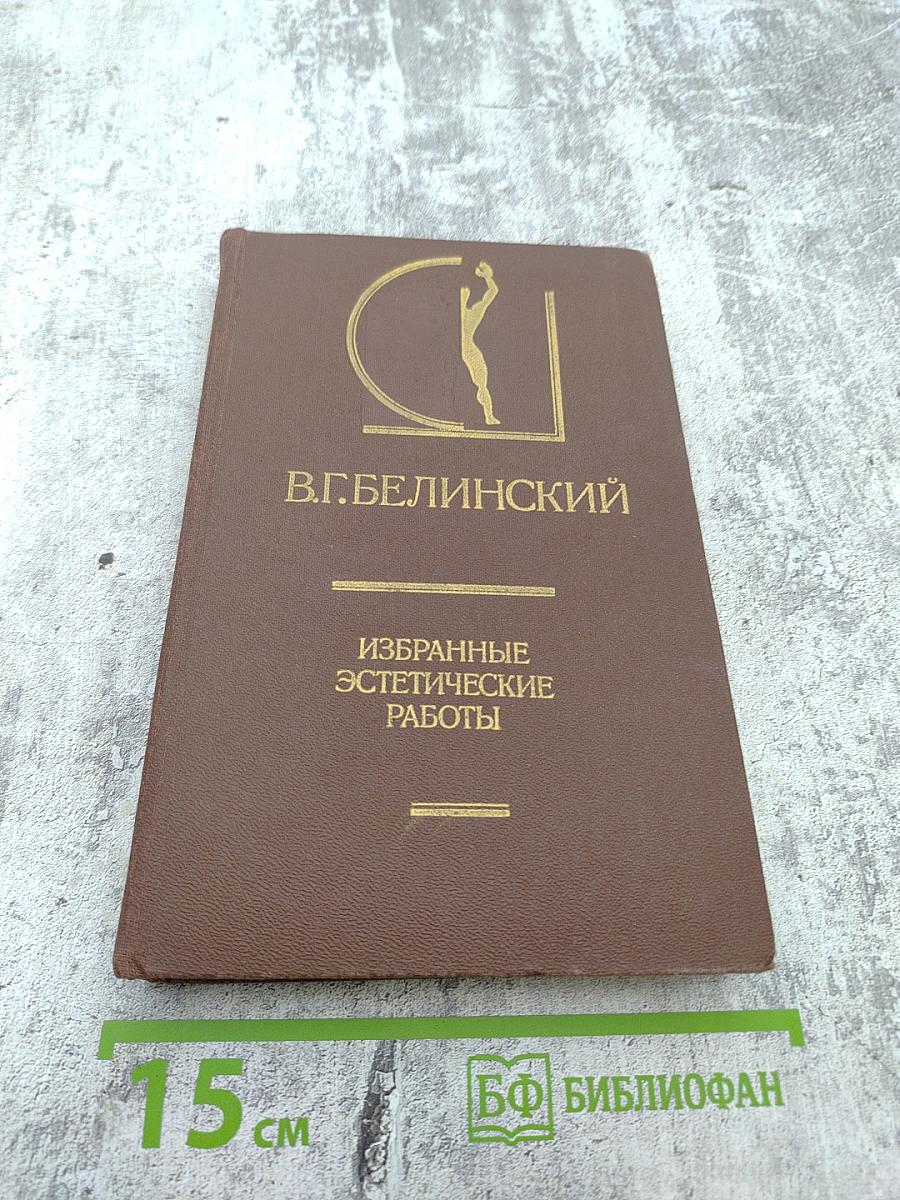 В.Г.БЕЛИНСКИЙ
ИЗБРАННЫЕ
ЭСТЕТИЧЕСКИЕ
РАБОТЫ
15 см
БФ БИБЛИОФАН